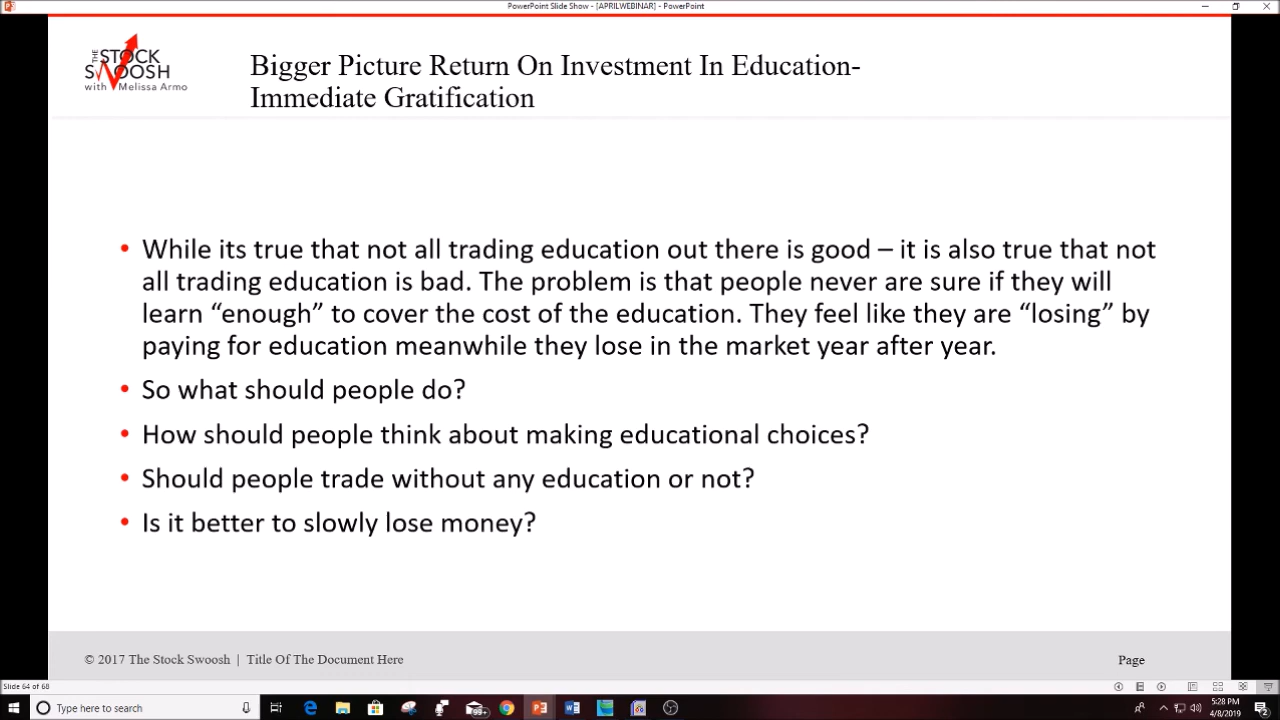 PowerPoint Slide Show - [APRILWEBINAR] - PowerPoint
THE
STOCK
SWOOSH
with Melissa Armo
Bigger Picture Return On Investment In Education-
Immediate Gratification
• While its true that not all trading education out there is good – it is also true that not
all trading education is bad. The problem is that people never are sure if they will
learn “enough” to cover the cost of the education. They feel like they are “losing” by
paying for education meanwhile they lose in the market year after year.
• So what should people do?
• How should people think about making educational choices?
• Should people trade without any education or not?
• Is it better to slowly lose money?
© 2017 The Stock Swoosh | Title Of The Document Here
Page
Slide 64 of 68
Type here to search
99+
5:28 PM
4/8/2019
2